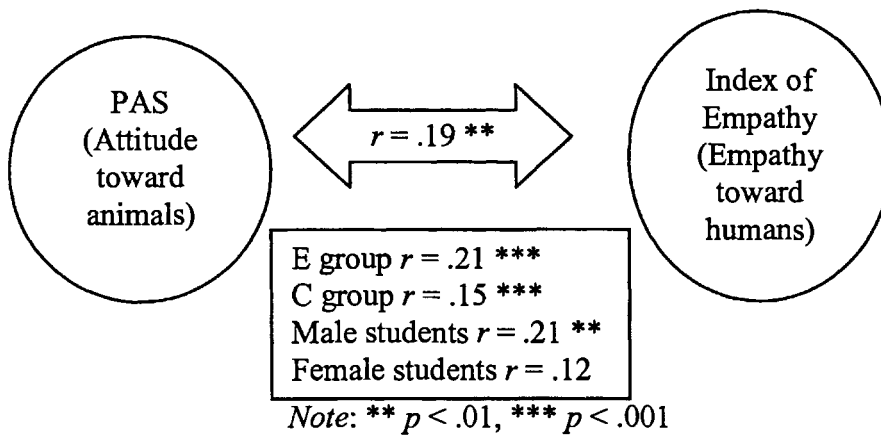 PAS
(Attitude
toward
animals)
r = .19 **
Index of
Empathy
(Empathy
toward
humans)
E group r = .21 ***
C group r = .15 ***
Male students r = .21 **
Female students r = .12
Note: ** p < .01, *** p < .001